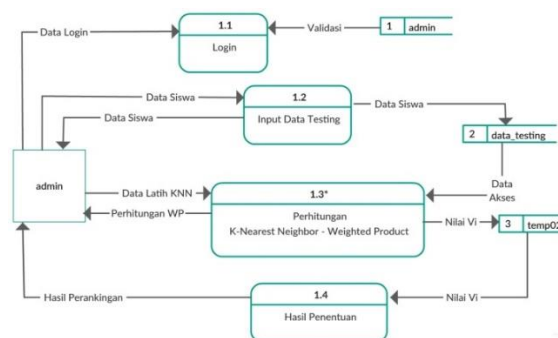 1.1
Data Login
Validasi
1 admin
Login
1.2
Data Siswa
Data Siswa
Data Siswa
Input Data Testing
2 data_testing
admin
Data Latih KNN
1.3*
Data
Akses
Perhitungan WP
Perhitungan
K-Nearest Neighbor - Weighted Product
Nilai Vi
3
1.4
Hasil Perankingan
Nilai Vi
Hasil Penentuan